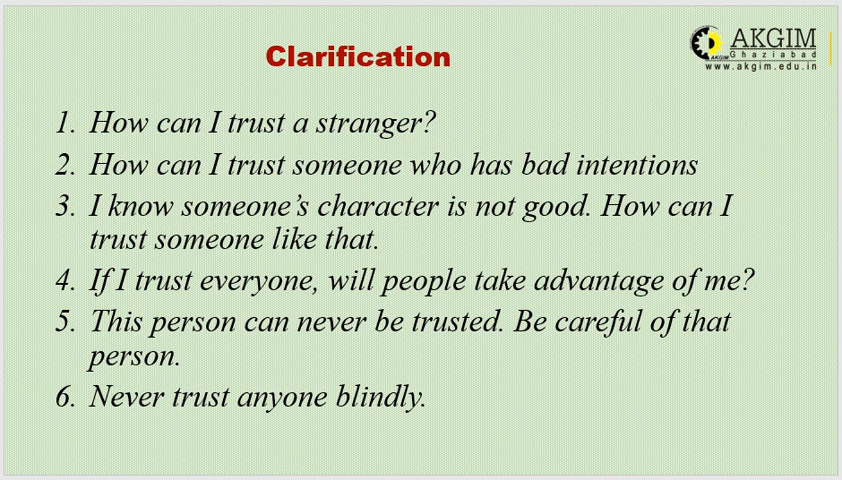 Clarification
AKGIM
Ghaziabad
AKGIM
www.akgim.edu.in
1. How can I trust a stranger?
2. How can I trust someone who has bad intentions
3. I know someone’s character is not good. How can I
trust someone like that.
4. If I trust everyone, will people take advantage of me?
5. This person can never be trusted. Be careful of that
person.
6. Never trust anyone blindly.